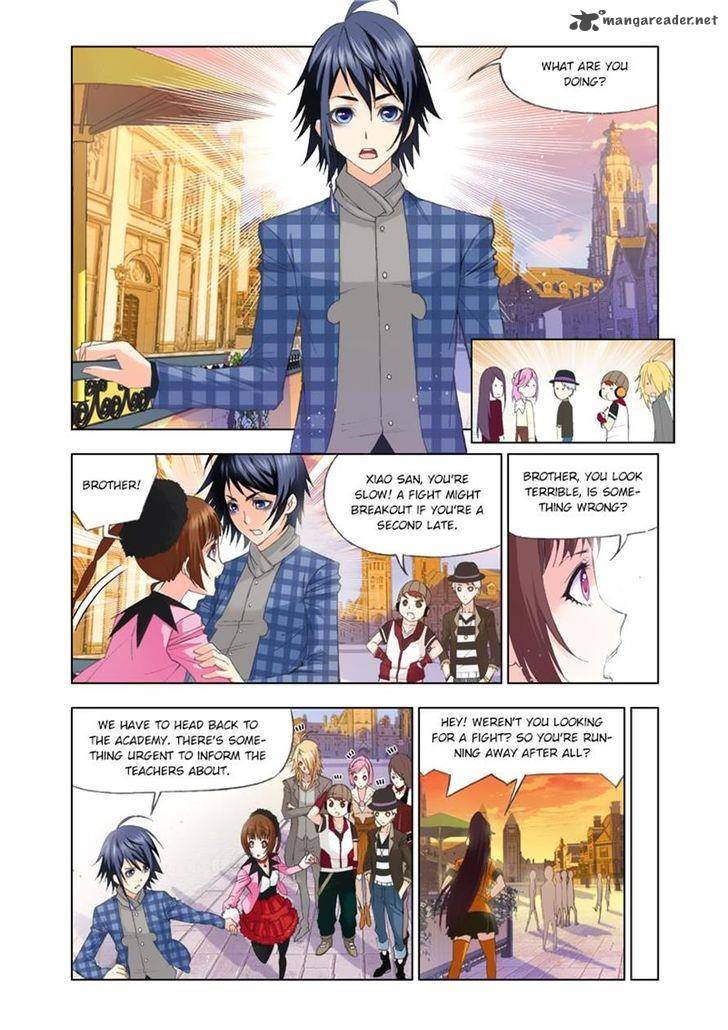 mangareader.net
WHAT ARE YOU
DOING?
BROTHER!
XIAO SAN, YOU'RE
SLOW! A FIGHT MIGHT
BREAKOUT IF YOU'RE A
SECOND LATE.
BROTHER, YOU LOOK
TERRIBLE, IS SOME-
THING WRONG?
WE HAVE TO HEAD BACK TO
THE ACADEMY. THERE'S SOME-
THING URGENT TO INFORM THE
TEACHERS ABOUT.
HEY! WEREN'T YOU LOOKING
FOR A FIGHT? SO YOU'RE RUN-
NING AWAY AFTER ALL?